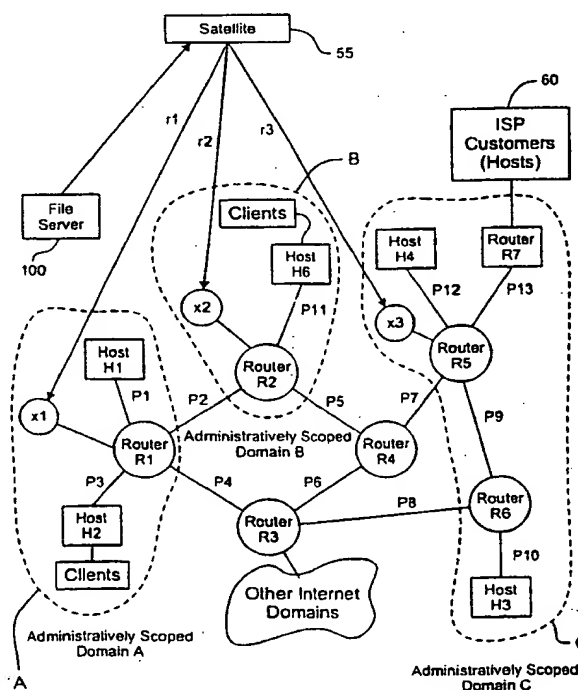 Satellite
55
r1
r2
r3
60
ISP
Customers
(Hosts)
B
File
Server
100
Clients
Host
H6
Host
H4
Router
R7
x2
P11
P12
P13
x3
Host
H1
Router
R2
Router
R5
x1
P1
P2
P5
P7
P9
Router
R1
Administratively Scoped
Domain B
Router
R4
P3
P4
P6
P8
Host
H2
Router
R3
Router
R6
Clients
P10
Other Internet
Domains
Host
H3
A
Administratively Scoped
Domain A
C
Administratively Scoped
Domain C